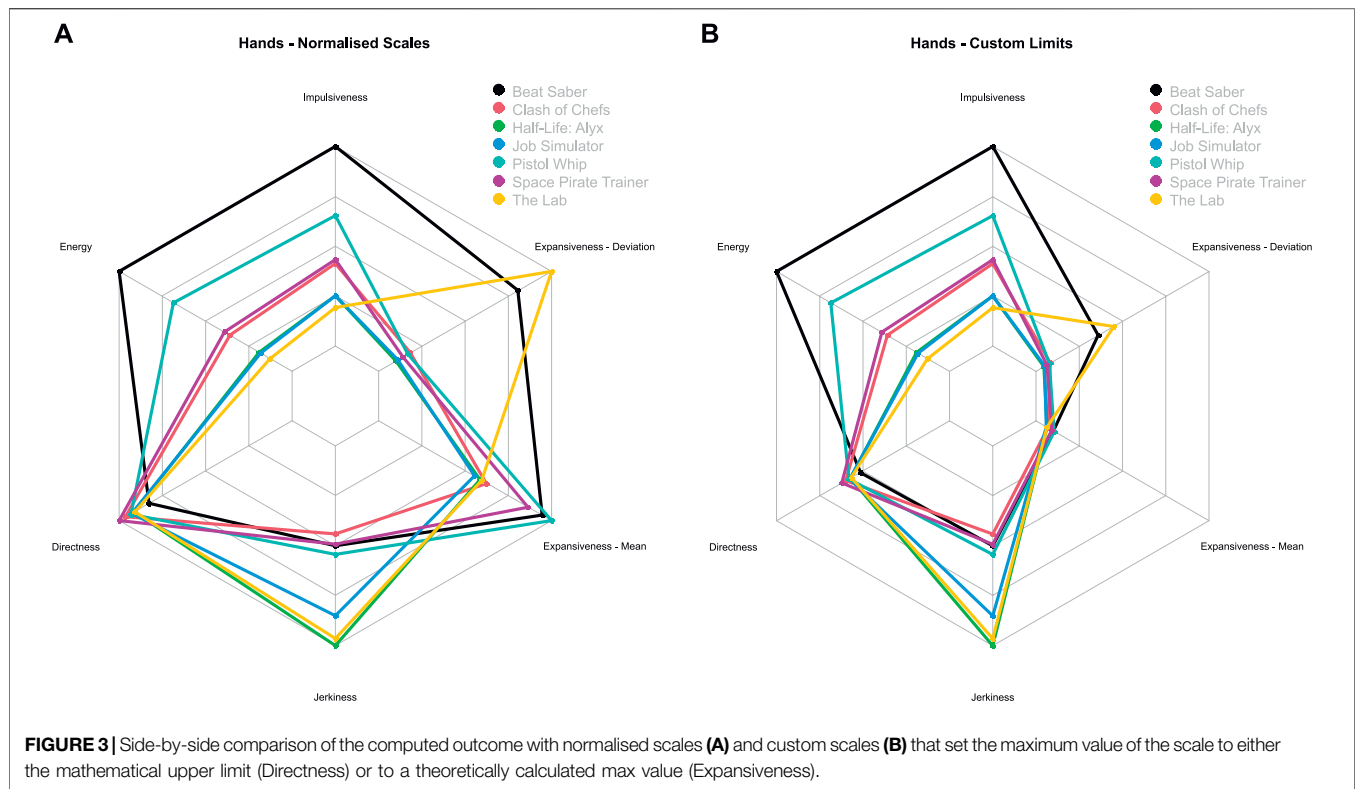 A
Hands - Normalised Scales
Impulsiveness
Beat Saber
Clash of Chefs
Half-Life: Alyx
Job Simulator
Pistol Whip
Space Pirate Trainer
The Lab
Energy
Expansiveness - Deviation
Directness
Expansiveness - Mean
Jerkiness
B
Hands - Custom Limits
Impulsiveness
Beat Saber
Clash of Chefs
Half-Life: Alyx
Job Simulator
Pistol Whip
Space Pirate Trainer
The Lab
Energy
Expansiveness - Deviation
Directness
Expansiveness - Mean
Jerkiness
FIGURE 3 | Side-by-side comparison of the computed outcome with normalised scales (A) and custom scales (B) that set the maximum value of the scale to either
the mathematical upper limit (Directness) or to a theoretically calculated max value (Expansiveness).